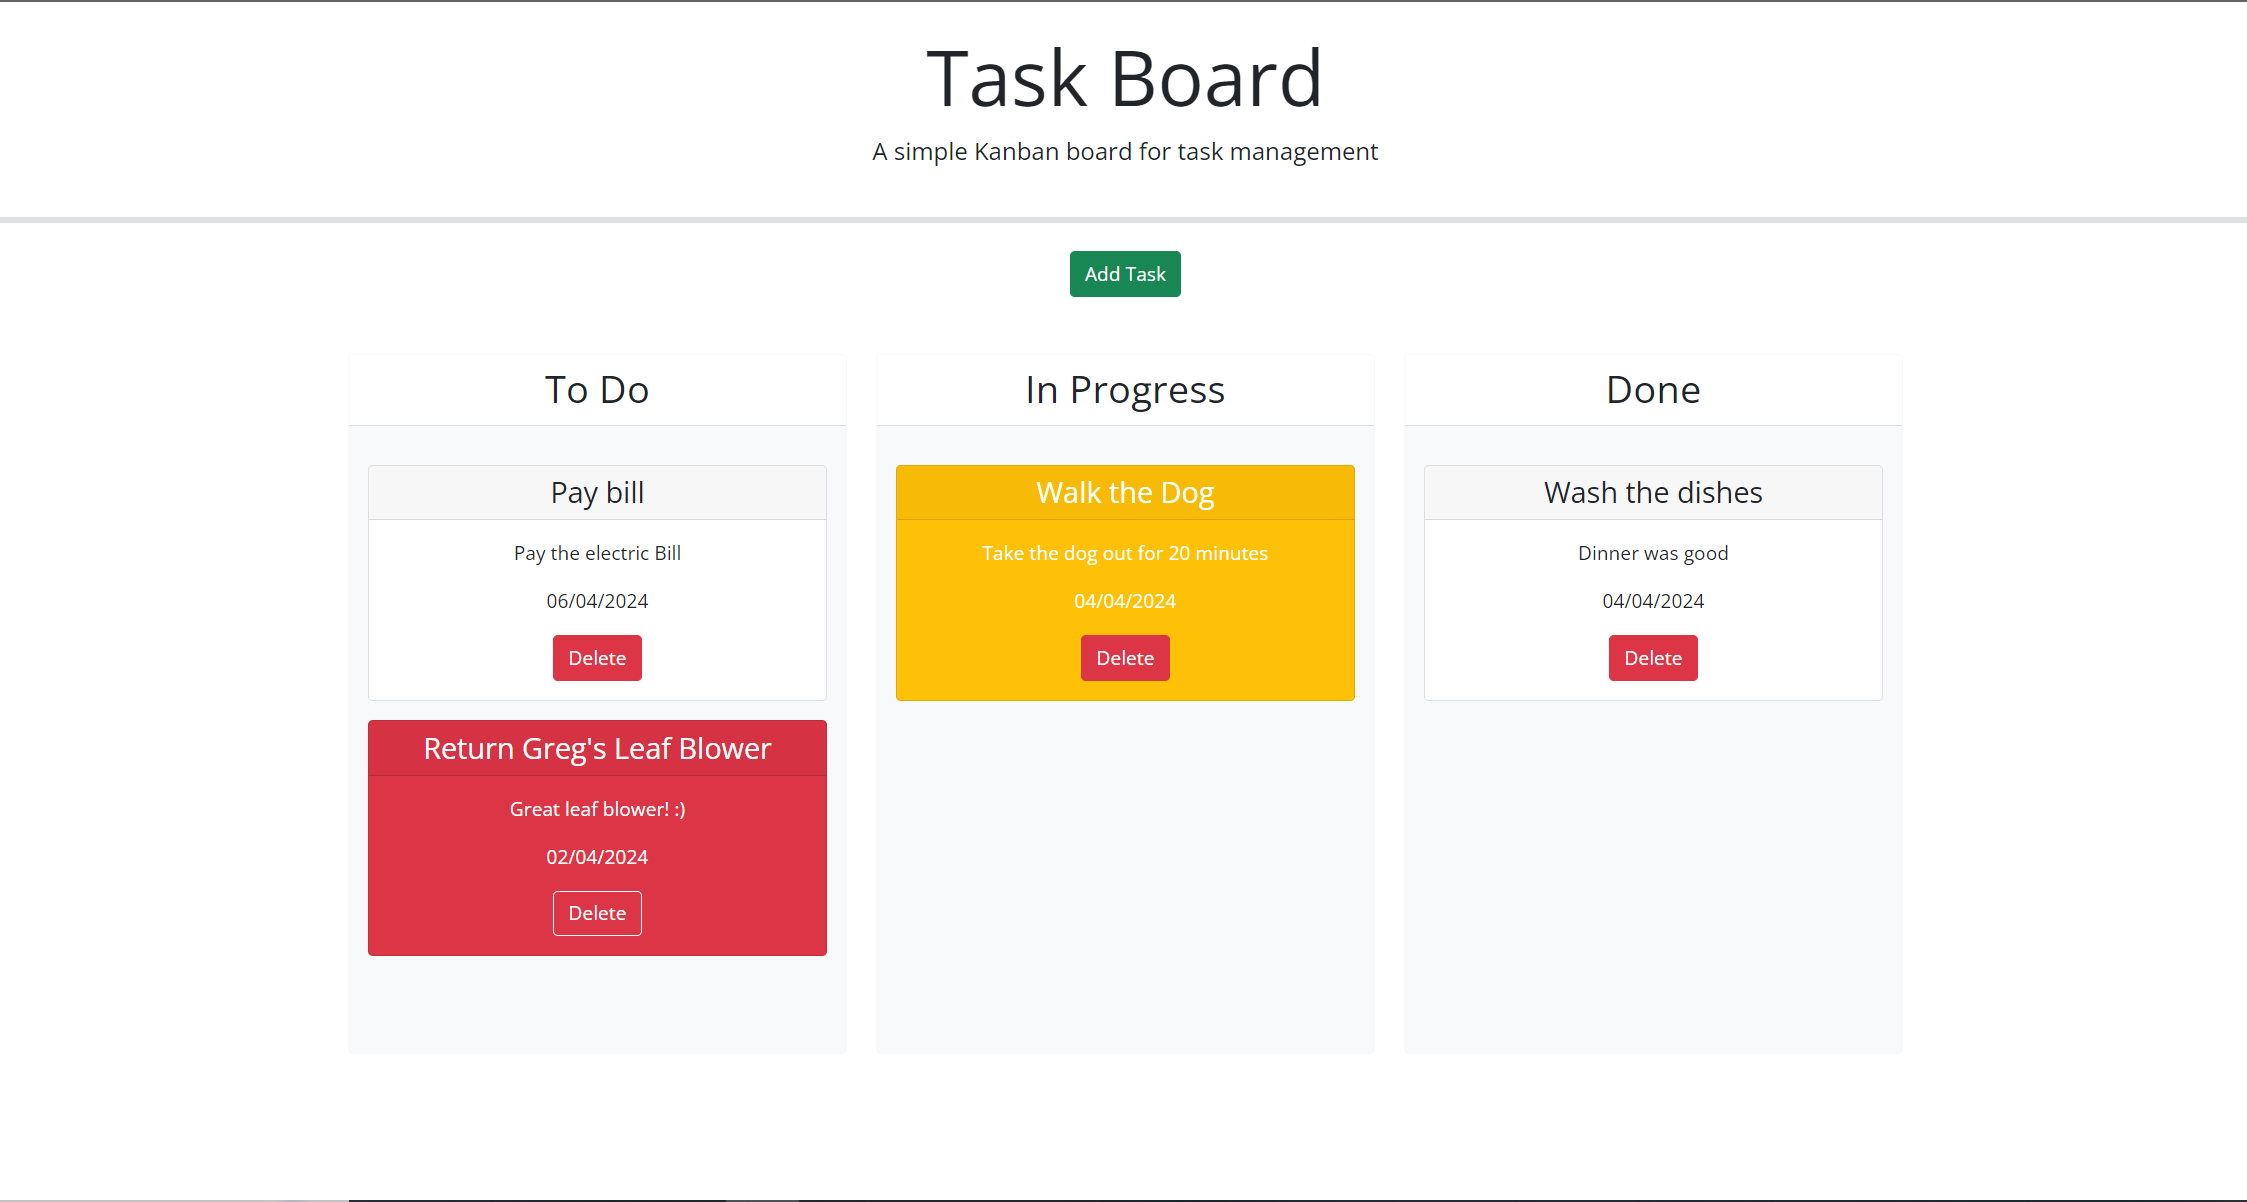 Task Board
A simple Kanban board for task management
Add Task
To Do
Pay bill
Pay the electric Bill
06/04/2024
Delete
Return Greg's Leaf Blower
Great leaf blower! :)
02/04/2024
Delete
In Progress
Walk the Dog
Take the dog out for 20 minutes
04/04/2024
Delete
Done
Wash the dishes
Dinner was good
04/04/2024
Delete